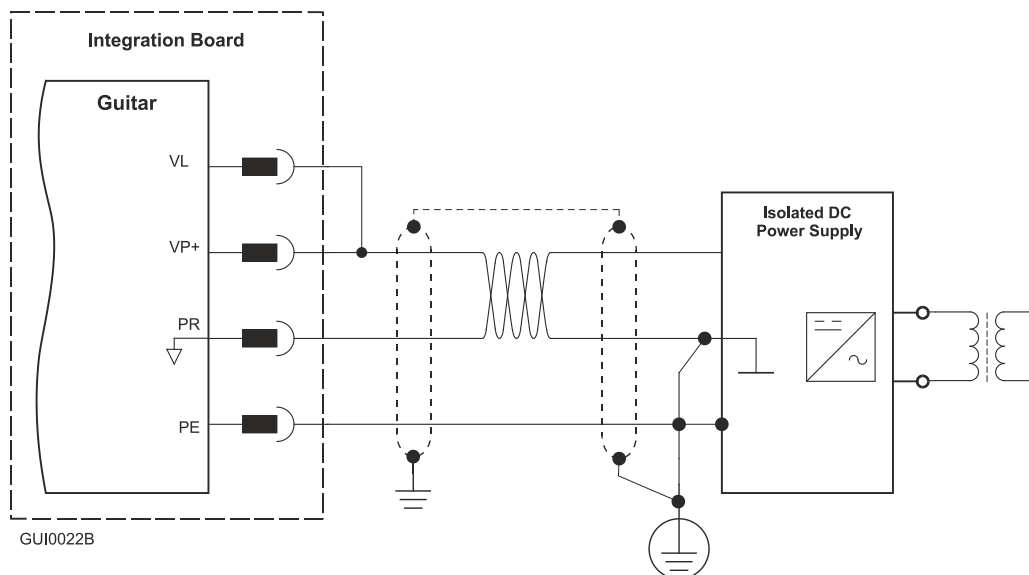 Integration Board
Guitar
VL
VP+
PR
PE
Isolated DC
Power Supply
GUI0022B